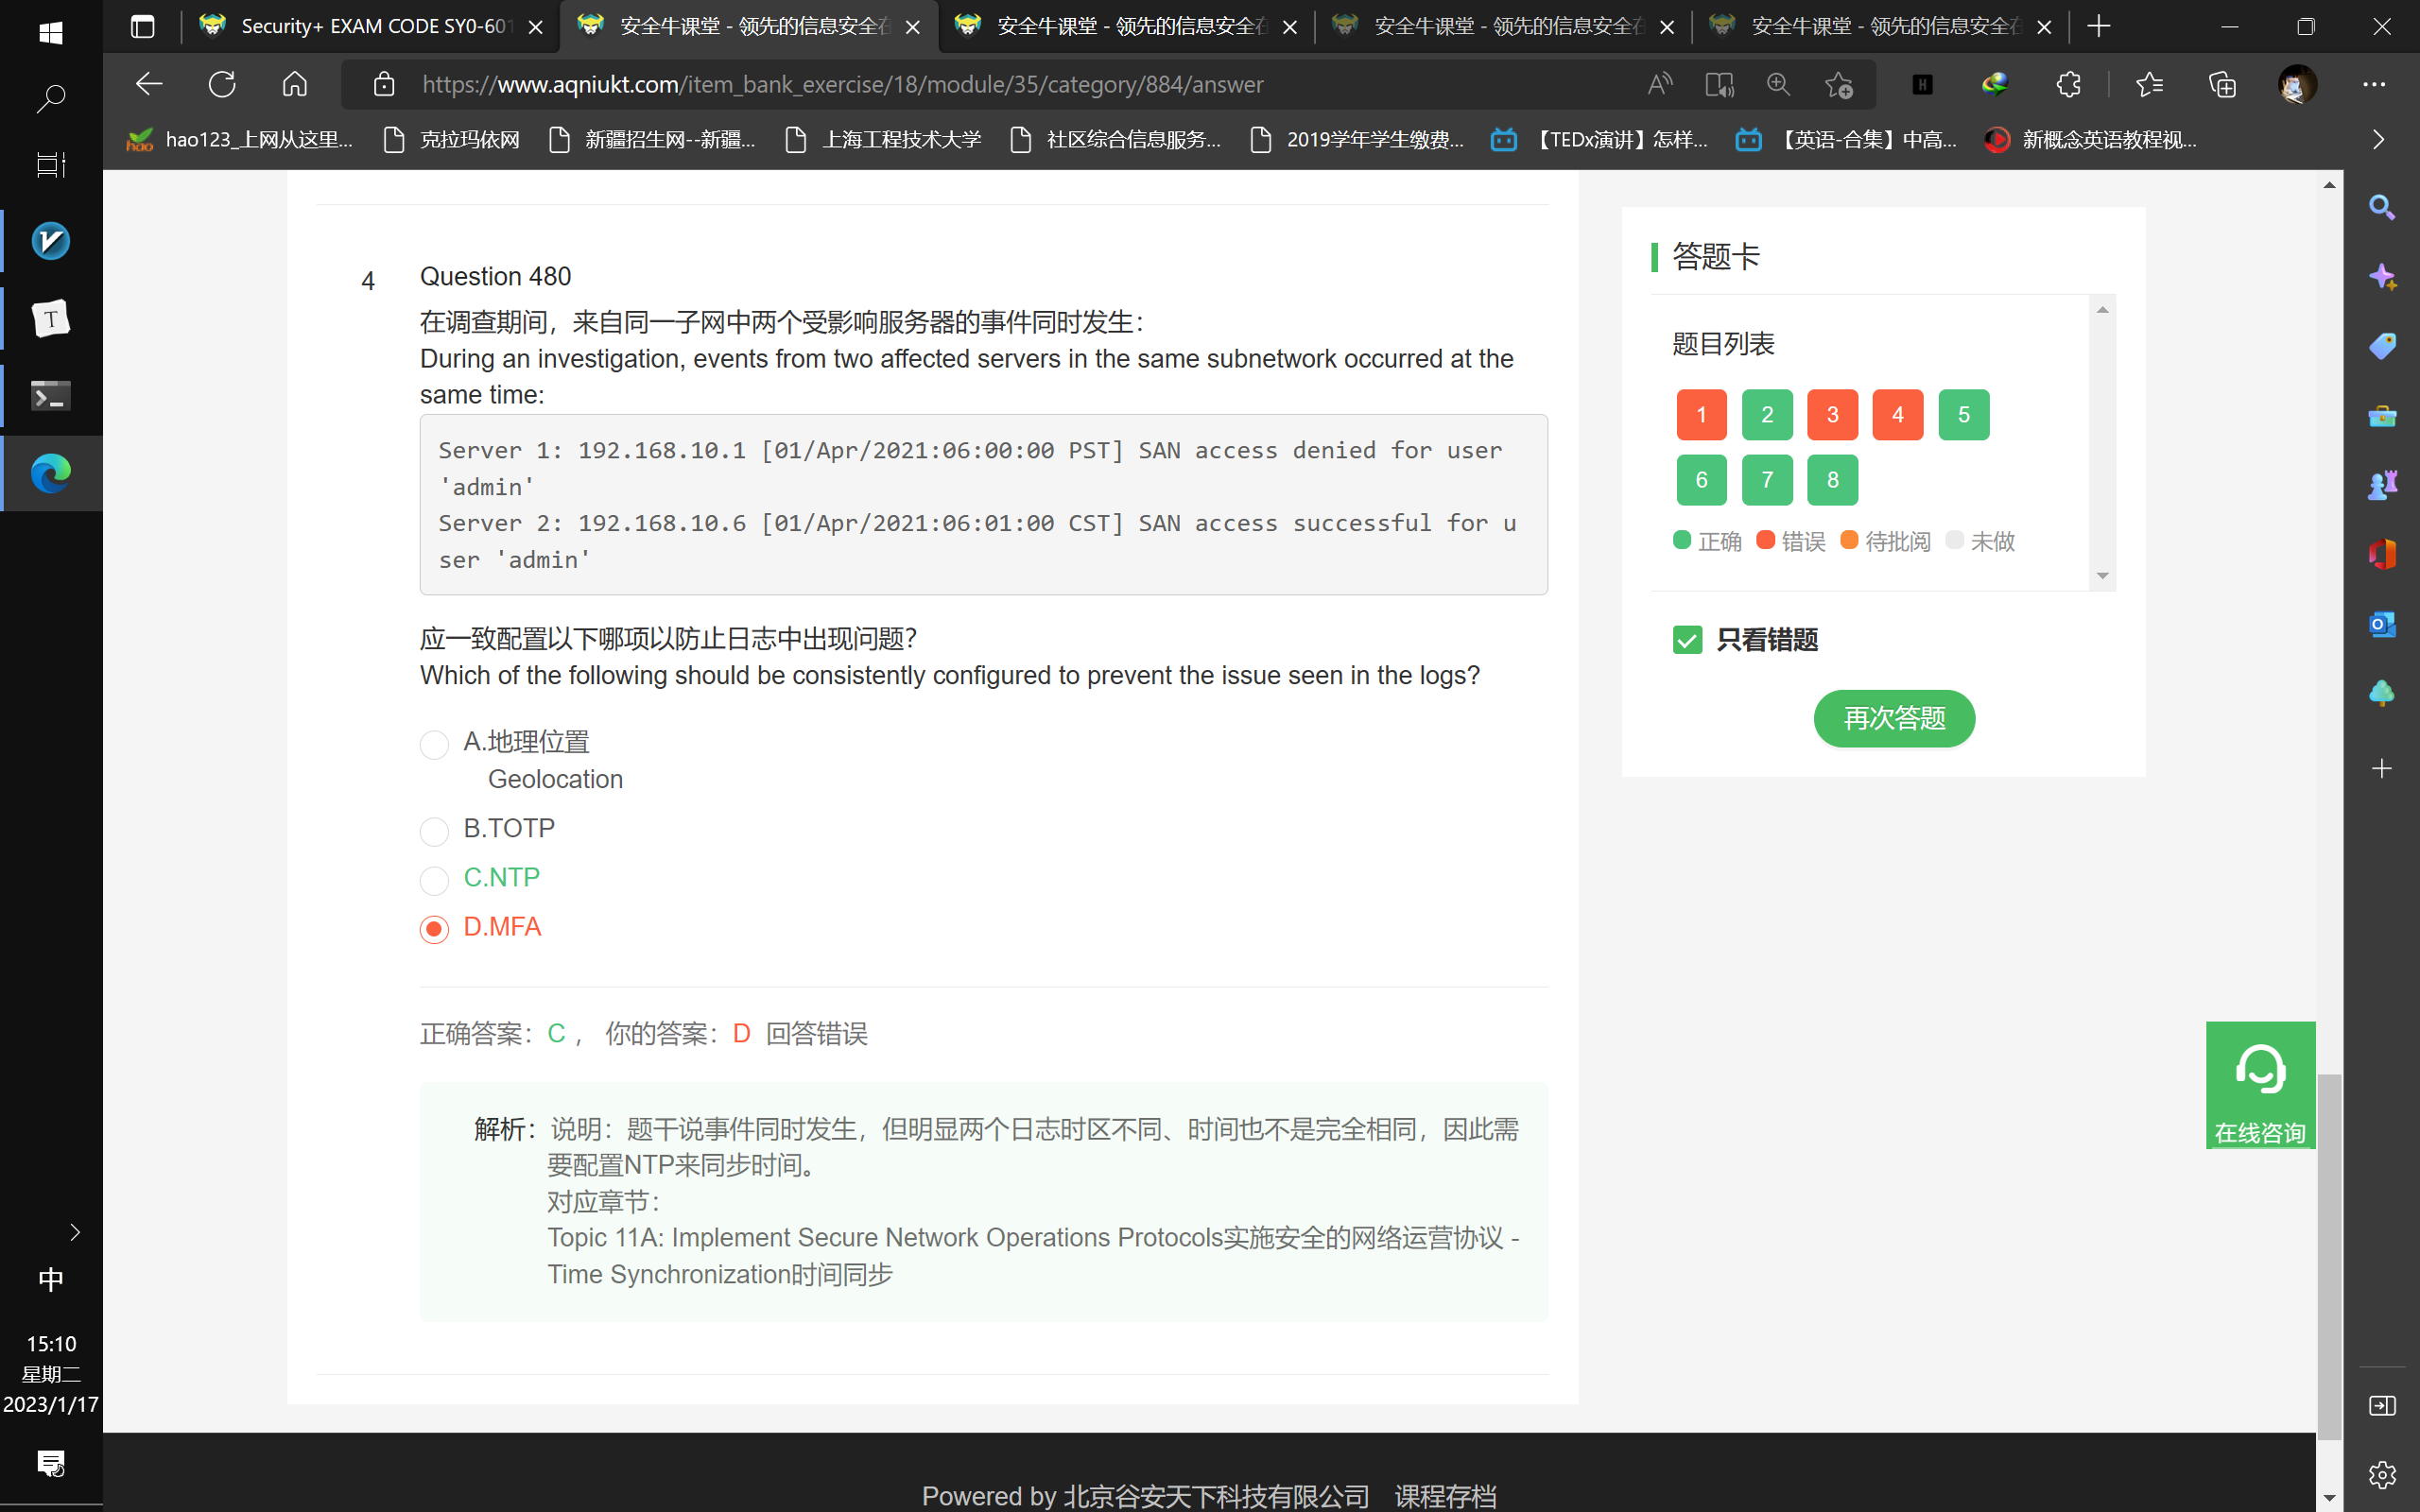 Security+ EXAM CODE SY0-601
安全牛课堂 - 领先的信息安全在
安全牛课堂 - 领先的信息安全在
安全牛课堂 - 领先的信息安全在
安全牛课堂 - 领先的信息安全在
https://www.aqniukt.com/item_bank_exercise/18/module/35/category/884/answer
hao123_上网从这里...
克拉玛依网
新疆招生网--新疆...
上海工程技术大学
社区综合信息服务...
2019学年学生缴费...
【TEDx演讲】怎样...
【英语-合集】中高...
新概念英语教程视...
4
Question 480
在调查期间，来自同一子网中两个受影响服务器的事件同时发生：
During an investigation, events from two affected servers in the same subnetwork occurred at the
same time:
Server 1: 192.168.10.1 [01/Apr/2021:06:00:00 PST] SAN access denied for user
'admin'
Server 2: 192.168.10.6 [01/Apr/2021:06:01:00 CST] SAN access successful for u
ser 'admin'
应一致配置以下哪项以防止日志中出现问题？
Which of the following should be consistently configured to prevent the issue seen in the logs?
A.地理位置
Geolocation
B.TOTP
C.NTP
D.MFA
正确答案：C ， 你的答案：D 回答错误
解析：说明：题干说事件同时发生，但明显两个日志时区不同、时间也不是完全相同，因此需
要配置NTP来同步时间。
对应章节：
Topic 11A: Implement Secure Network Operations Protocols实施安全的网络运营协议 -
Time Synchronization时间同步
答题卡
题目列表
1 2 3 4 5
6 7 8
正确 错误 待批阅 未做
只看错题
再次答题
在线咨询
Powered by 北京谷安天下科技有限公司 课程存档
中
15:10
星期二
2023/1/17